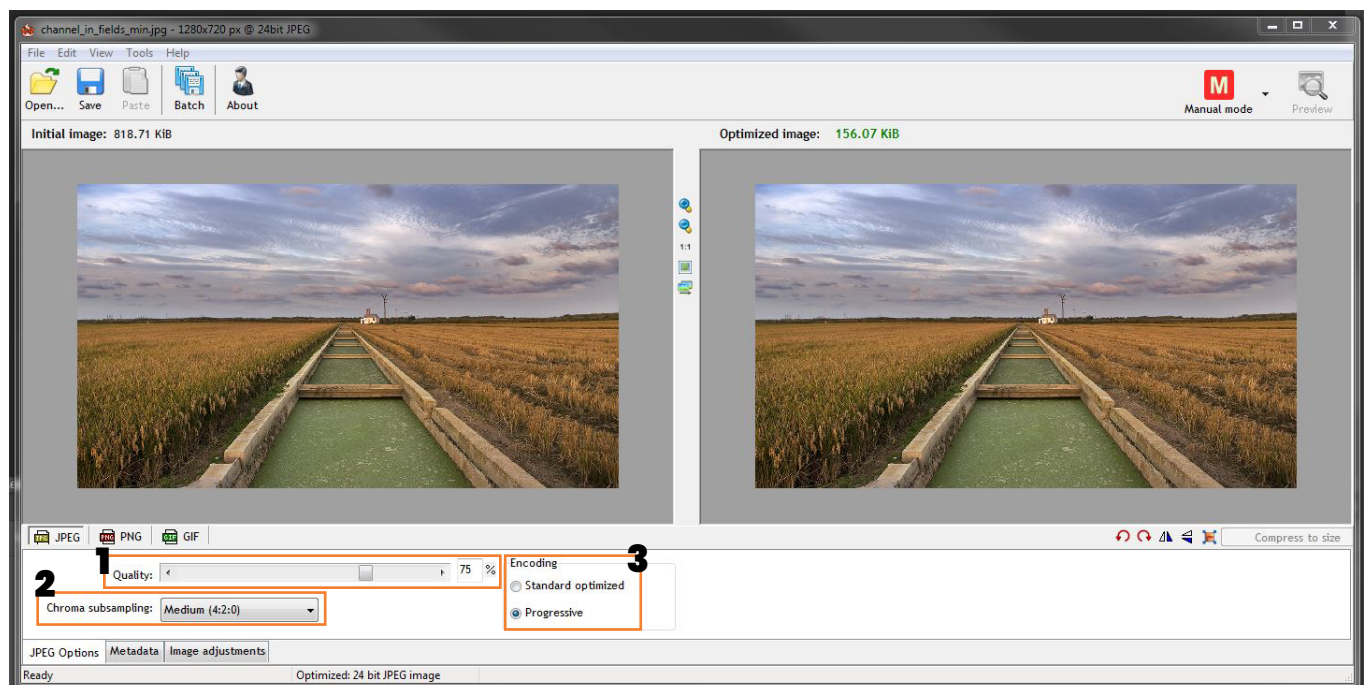 channel_in_fields_min.jpg - 1280x720 px @ 24bit JPEG
File Edit View Tools Help
Open... Save Paste Batch About
M
Manual mode Preview
Initial image: 818.71 KiB
Optimized image: 156.07 KiB
1:1
JPEG PNG GIF
Compress to size
1
Quality: 75 %
2
Chroma subsampling: Medium (4:2:0)
3
Encoding
Standard optimized
Progressive
JPEG Options Metadata Image adjustments
Ready Optimized: 24 bit JPEG image